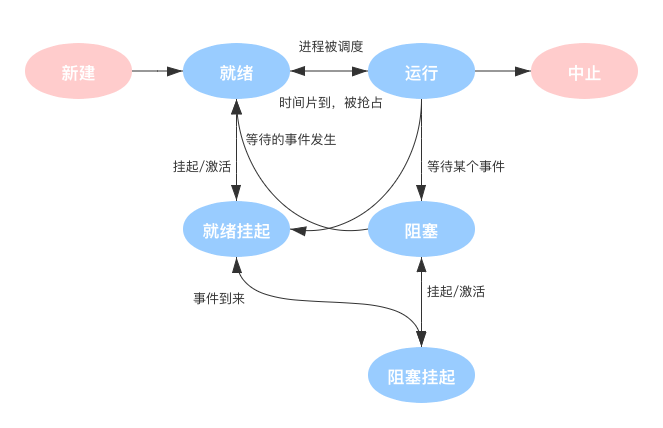 进程被调度
新建
就绪
运行
中止
时间片到，被抢占
等待的事件发生
挂起/激活
等待某个事件
就绪挂起
阻塞
事件到来
挂起/激活
阻塞挂起